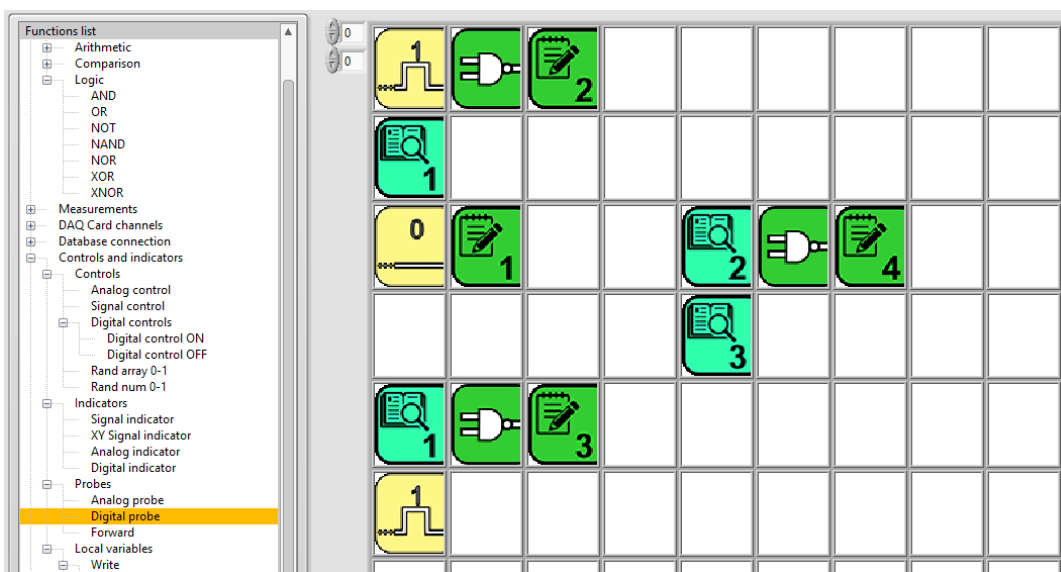 Functions list
Arithmetic
Comparison
Logic
AND
OR
NOT
NAND
NOR
XOR
XNOR
Measurements
DAQ Card channels
Database connection
Controls and indicators
Controls
Analog control
Signal control
Digital controls
Digital control ON
Digital control OFF
Rand array 0-1
Rand num 0-1
Indicators
Signal indicator
XY Signal indicator
Analog indicator
Digital indicator
Probes
Analog probe
Digital probe
Forward
Local variables
Write
0
0
1 2
1
0 1 2 4
3
1 3
1